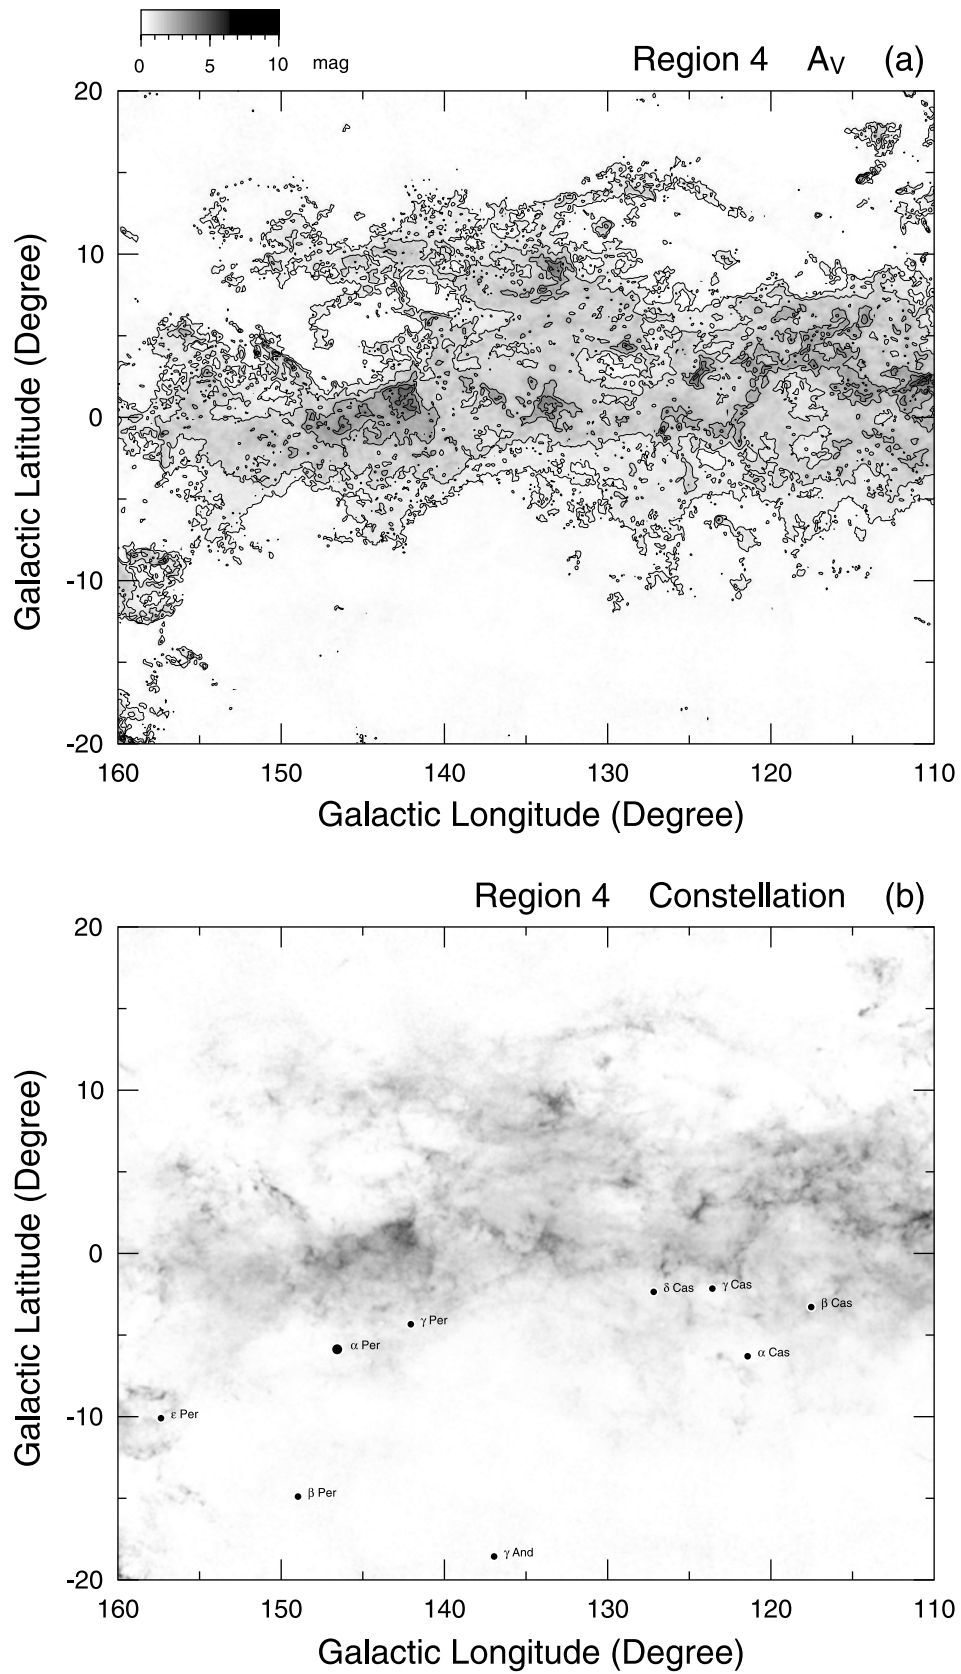 0 5 10 mag
Region 4 A_V (a)
20
10
0
-10
-20
Galactic Latitude (Degree)
160 150 140 130 120 110
Galactic Longitude (Degree)
Region 4 Constellation (b)
20
10
0
-10
-20
Galactic Latitude (Degree)
δ Cas
γ Cas
β Cas
γ Per
α Per
α Cas
ε Per
β Per
γ And
160 150 140 130 120 110
Galactic Longitude (Degree)